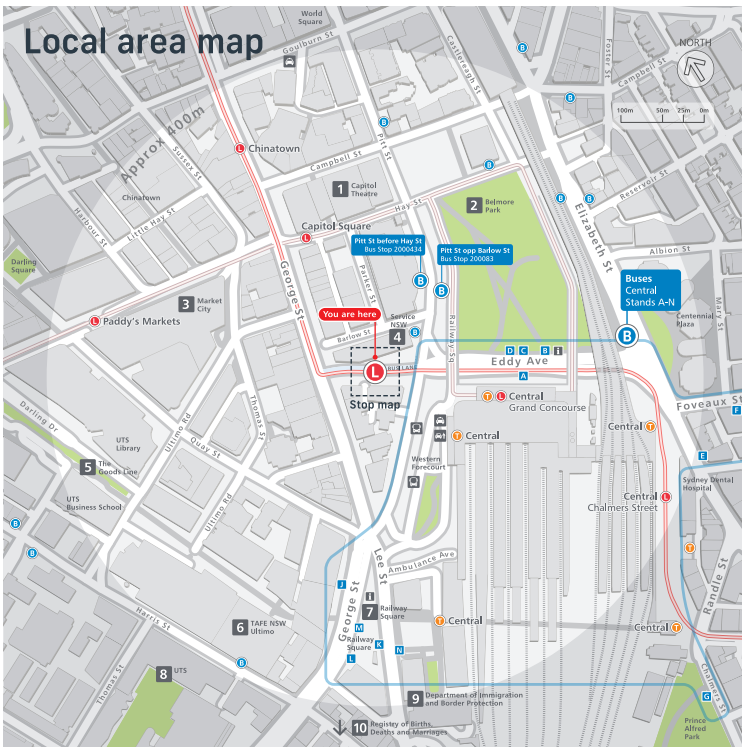 Local area map
World
Square
Goulburn St
Castlereagh St
Foster St
NORTH
Campbell St
100m 50m 25m 0m
B
B
B
Approx 400m
L Chinatown
Pitt St
Campbell St
Sussex St
Chinatown
Little Hay St
Harbour St
1 Capitol
Theatre
Hay St
B
2 Belmore
Park
B
B
Reservoir St
Elizabeth St
Albion St
Capitol Square
L
Pitt St before Hay St
Bus Stop 2000434
Pitt St opp Barlow St
Bus Stop 200083
B
B
Darling
Square
George St
Parker St
Buses
Central
Stands A-N
B
Mary St
Centennial
Plaza
3 Market
City
L Paddy's Markets
You are here
Service
NSW
4
B
Barlow St
Railway Sq
L
BUS LANE
Stop map
D C B i
Eddy Ave
A
Foveaux St
F
T L Central
Grand Concourse
Darling Dr
Ultimo Rd
Thomas St
Quay St
UTS
Library
T Central
Central T
E
Western
Forecourt
5 The
Goods Line
UTS
Business School
Ultimo Rd
Sydney Dental
Hospital
Central L
Chalmers Street
B
B
T
Lee St
Ambulance Ave
George St
J
i
7 Railway
Square
M
Railway
Square
K
L
N
Randle St
Harris St
6 TAFE NSW
Ultimo
B
T Central
Central T
Thomas St
8 UTS
9 Department of Immigration
and Border Protection
G
Chalmers St
10 Registry of Births,
Deaths and Marriages
Prince
Alfred
Park